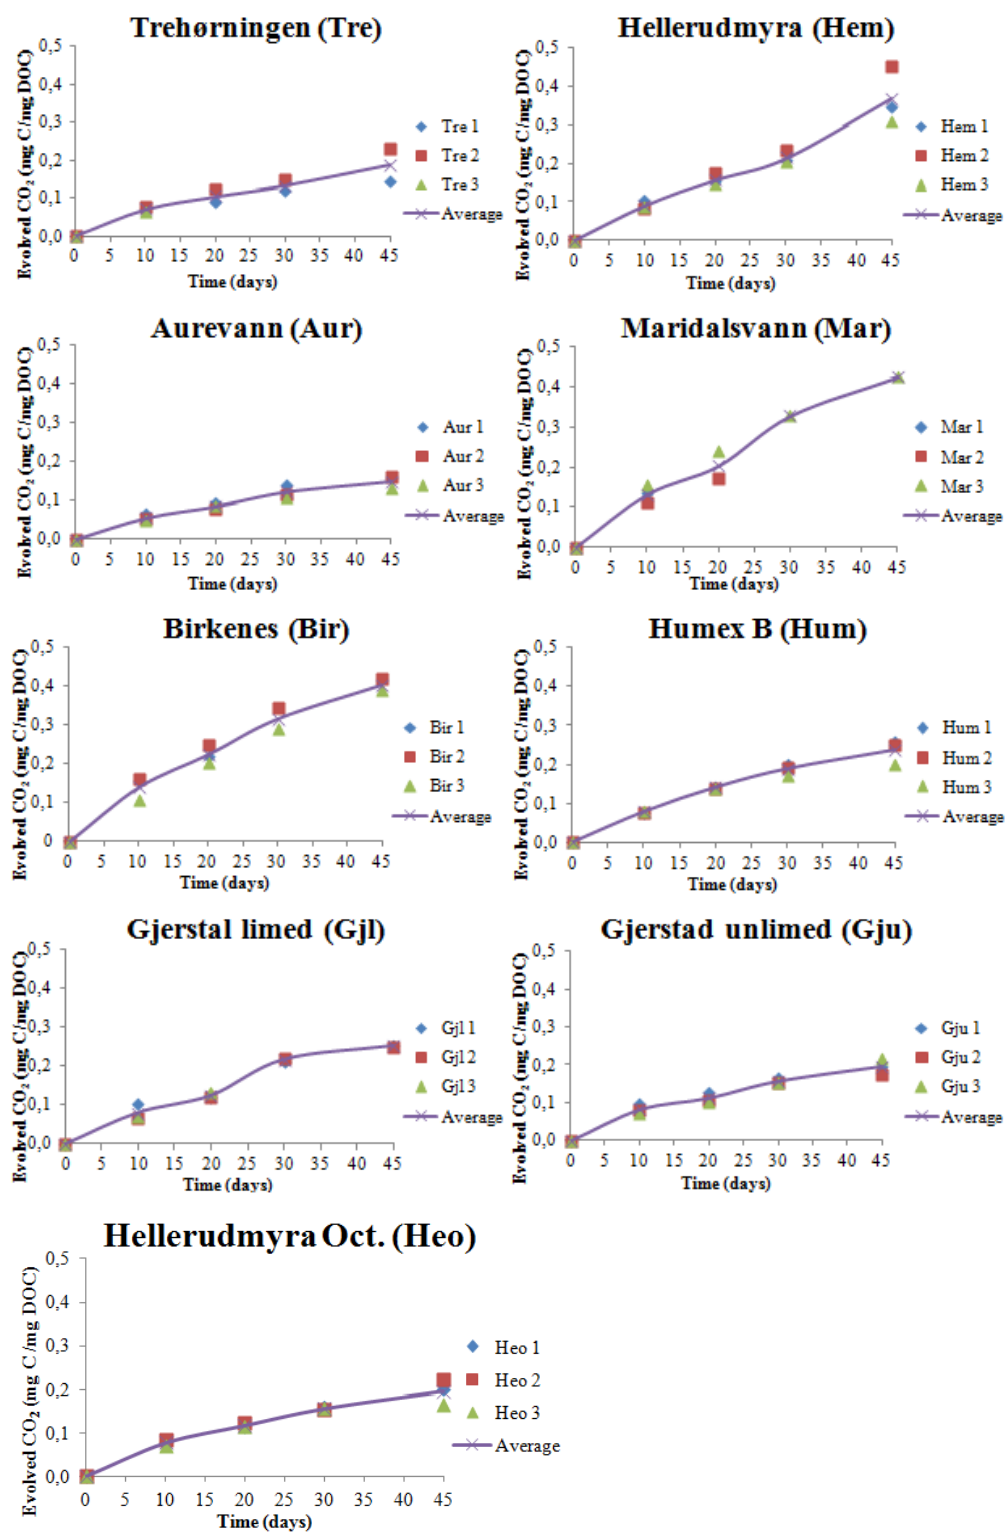 Trehørningen (Tre)
Evolved CO₂ (mg C/mg DOC)
0,5
0,4
0,3
0,2
0,1
0,0
0 5 10 15 20 25 30 35 40 45
Time (days)
Tre 1
Tre 2
Tre 3
Average
Hellerudmyra (Hem)
Evolved CO₂ (mg C/mg DOC)
0,5
0,4
0,3
0,2
0,1
0,0
0 5 10 15 20 25 30 35 40 45
Time (days)
Hem 1
Hem 2
Hem 3
Average
Aurevann (Aur)
Evolved CO₂ (mg C/mg DOC)
0,5
0,4
0,3
0,2
0,1
0,0
0 5 10 15 20 25 30 35 40 45
Time (days)
Aur 1
Aur 2
Aur 3
Average
Maridalsvann (Mar)
Evolved CO₂ (mg C/mg DOC)
0,5
0,4
0,3
0,2
0,1
0,0
0 5 10 15 20 25 30 35 40 45
Time (days)
Mar 1
Mar 2
Mar 3
Average
Birkenes (Bir)
Evolved CO₂ (mg C/mg DOC)
0,5
0,4
0,3
0,2
0,1
0
0 5 10 15 20 25 30 35 40 45
Time (days)
Bir 1
Bir 2
Bir 3
Average
Humex B (Hum)
Evolved CO₂ (mg C/mg DOC)
0,5
0,4
0,3
0,2
0,1
0,0
0 5 10 15 20 25 30 35 40 45
Time (days)
Hum 1
Hum 2
Hum 3
Average
Gjerstal limed (Gjl)
Evolved CO₂ (mg C/mg DOC)
0,5
0,4
0,3
0,2
0,1
0,0
0 5 10 15 20 25 30 35 40 45
Time (days)
Gjl 1
Gjl 2
Gjl 3
Average
Gjerstad unlimed (Gju)
Evolved CO₂ (mg C/mg DOC)
0,5
0,4
0,3
0,2
0,1
0,0
0 5 10 15 20 25 30 35 40 45
Time (days)
Gju 1
Gju 2
Gju 3
Average
Hellerudmyra Oct. (Heo)
Evolved CO₂ (mg C/mg DOC)
0,5
0,4
0,3
0,2
0,1
0,0
0 5 10 15 20 25 30 35 40 45
Time (days)
Heo 1
Heo 2
Heo 3
Average